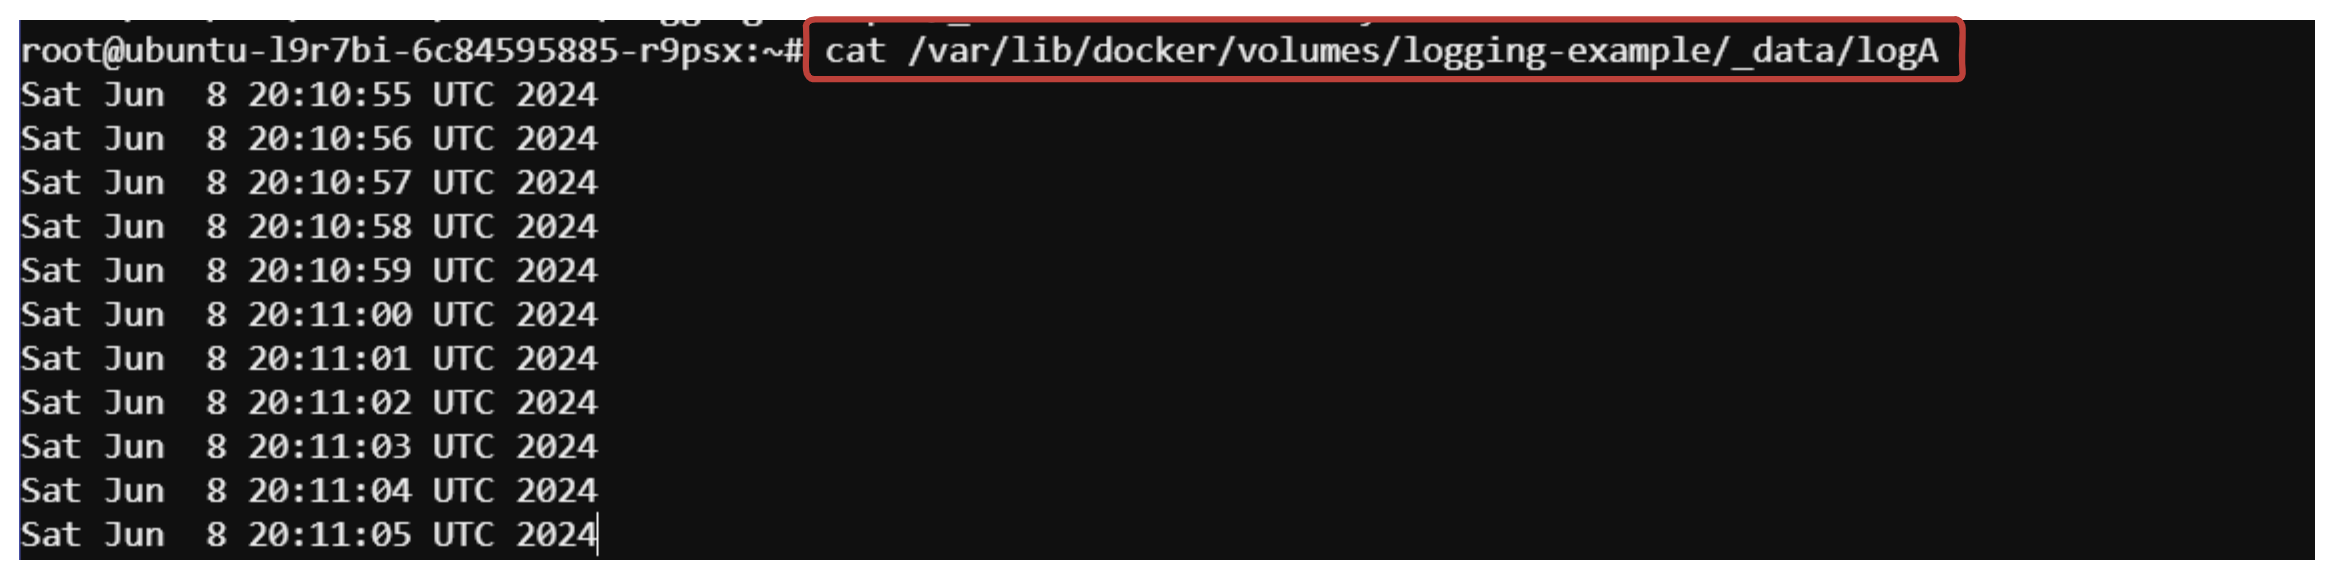 root@ubuntu-l9r7bi-6c84595885-r9psx:~# cat /var/lib/docker/volumes/logging-example/_data/logA
Sat Jun  8 20:10:55 UTC 2024
Sat Jun  8 20:10:56 UTC 2024
Sat Jun  8 20:10:57 UTC 2024
Sat Jun  8 20:10:58 UTC 2024
Sat Jun  8 20:10:59 UTC 2024
Sat Jun  8 20:11:00 UTC 2024
Sat Jun  8 20:11:01 UTC 2024
Sat Jun  8 20:11:02 UTC 2024
Sat Jun  8 20:11:03 UTC 2024
Sat Jun  8 20:11:04 UTC 2024
Sat Jun  8 20:11:05 UTC 2024